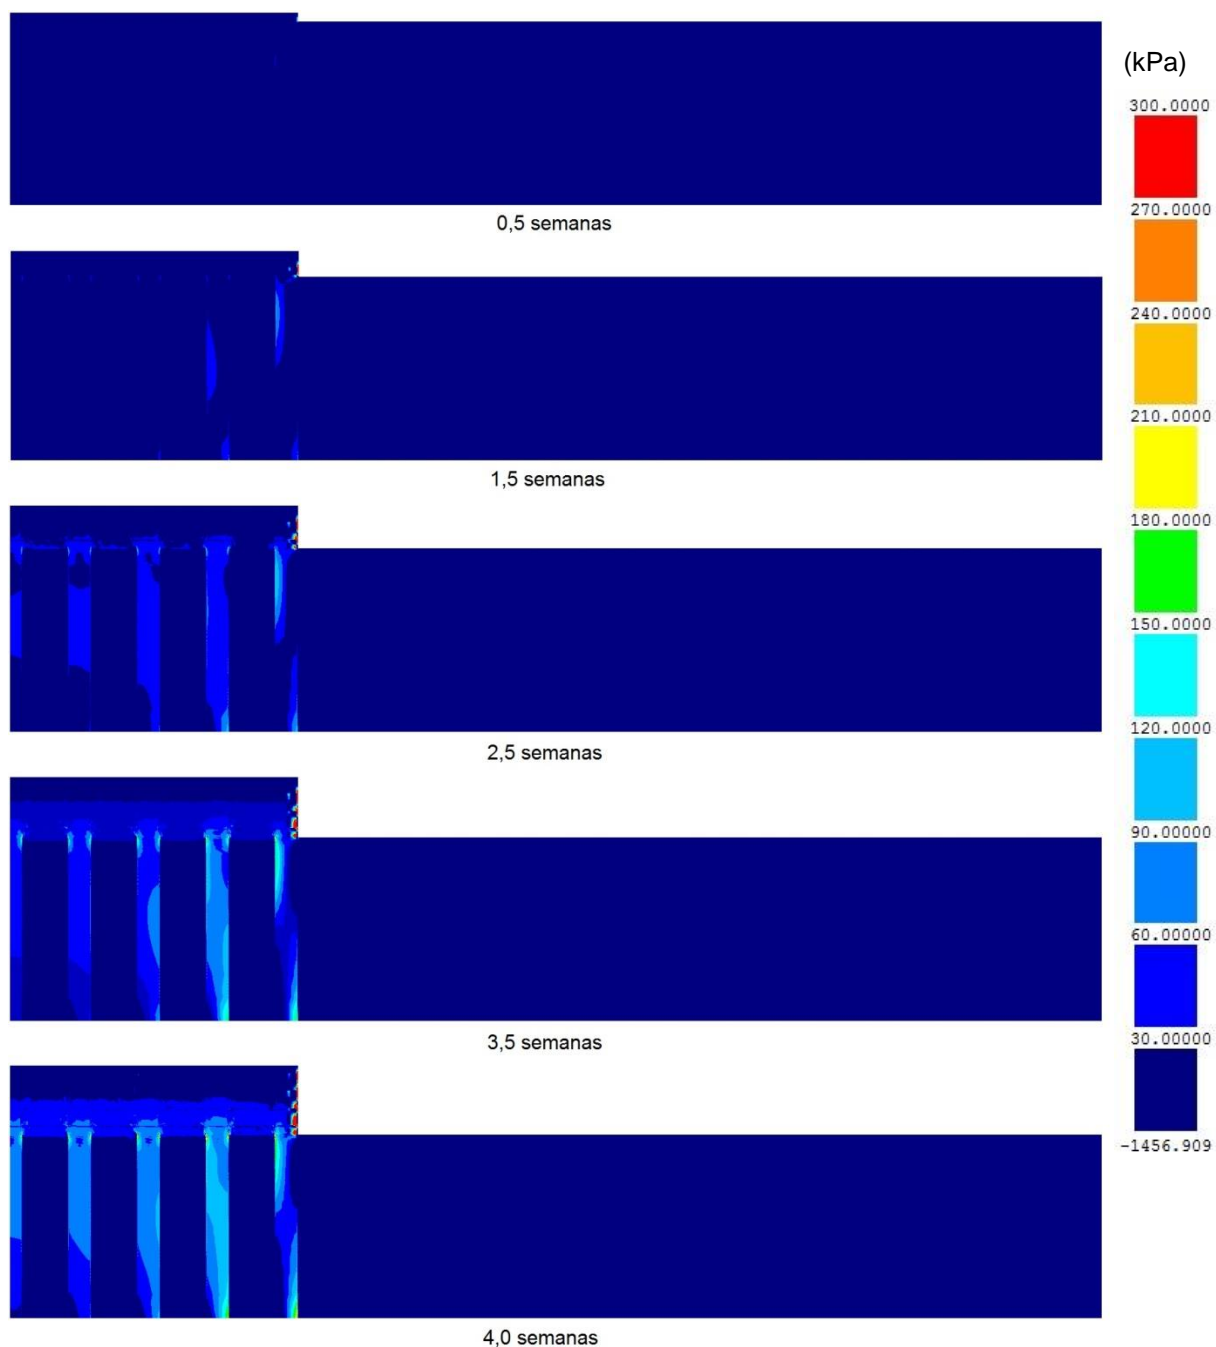 (kPa)
300.0000
270.0000
240.0000
210.0000
180.0000
150.0000
120.0000
90.00000
60.00000
30.00000
-1456.909
0,5 semanas
1,5 semanas
2,5 semanas
3,5 semanas
4,0 semanas